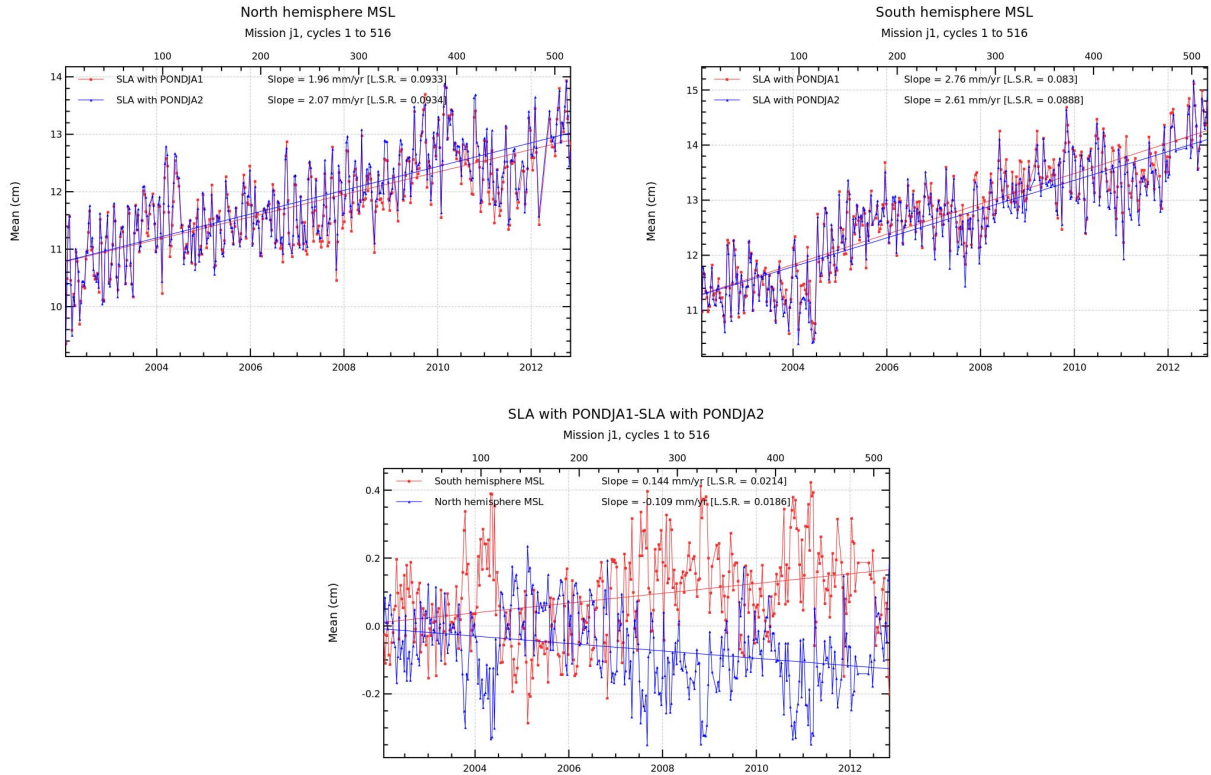 North hemisphere MSL
Mission j1, cycles 1 to 516
100 200 300 400 500
14
13
12
11
10
Mean (cm)
SLA with PONDJA1 Slope = 1.96 mm/yr [L.S.R. = 0.0933]
SLA with PONDJA2 Slope = 2.07 mm/yr [L.S.R. = 0.0934]
2004 2006 2008 2010 2012
South hemisphere MSL
Mission j1, cycles 1 to 516
100 200 300 400 500
15
14
13
12
11
Mean (cm)
SLA with PONDJA1 Slope = 2.76 mm/yr [L.S.R. = 0.083]
SLA with PONDJA2 Slope = 2.61 mm/yr [L.S.R. = 0.0888]
2004 2006 2008 2010 2012
SLA with PONDJA1-SLA with PONDJA2
Mission j1, cycles 1 to 516
100 200 300 400 500
0.4
0.2
0.0
-0.2
Mean (cm)
South hemisphere MSL Slope = 0.144 mm/yr [L.S.R. = 0.0214]
North hemisphere MSL Slope = -0.109 mm/yr [L.S.R. = 0.0186]
2004 2006 2008 2010 2012